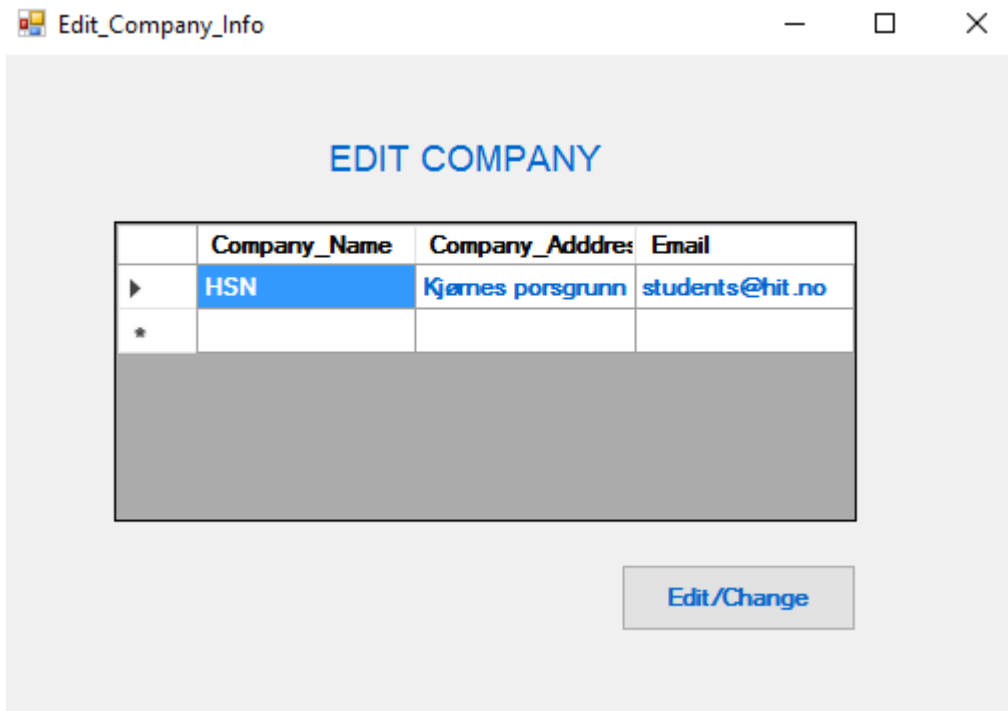 Edit_Company_Info
EDIT COMPANY
Company_Name Company_Adddres Email
HSN Kjørnes porsgrunn students@hit.no
*
Edit/Change